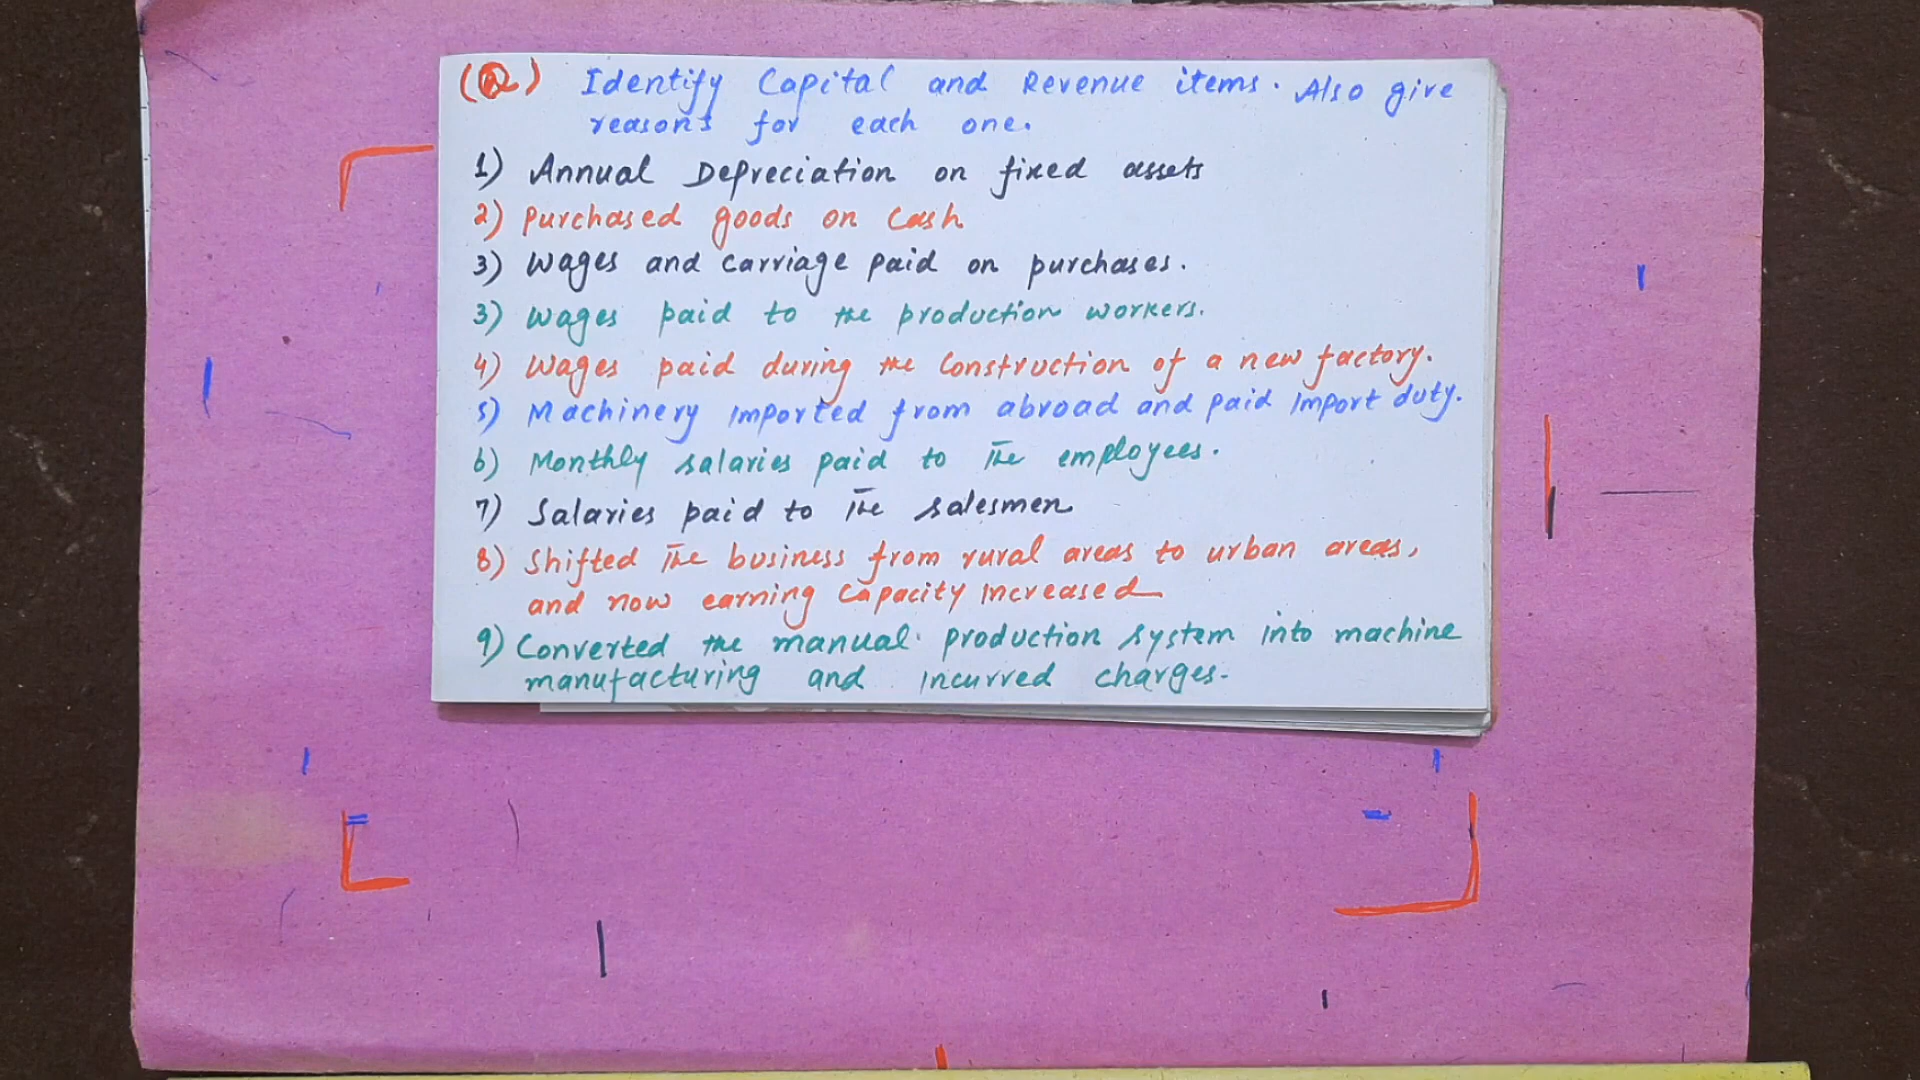 (Q) Identify Capital and Revenue items. Also give
reasons for each one.
1) Annual Depreciation on fixed assets
2) Purchased goods on cash
3) Wages and carriage paid on purchases.
3) Wages paid to the production workers.
4) Wages paid during the construction of a new factory.
5) Machinery imported from abroad and paid import duty.
6) Monthly salaries paid to the employees.
7) Salaries paid to the salesmen
8) Shifted the business from rural areas to urban areas,
and now earning capacity increased
9) Converted the manual production system into machine
manufacturing and incurred charges.